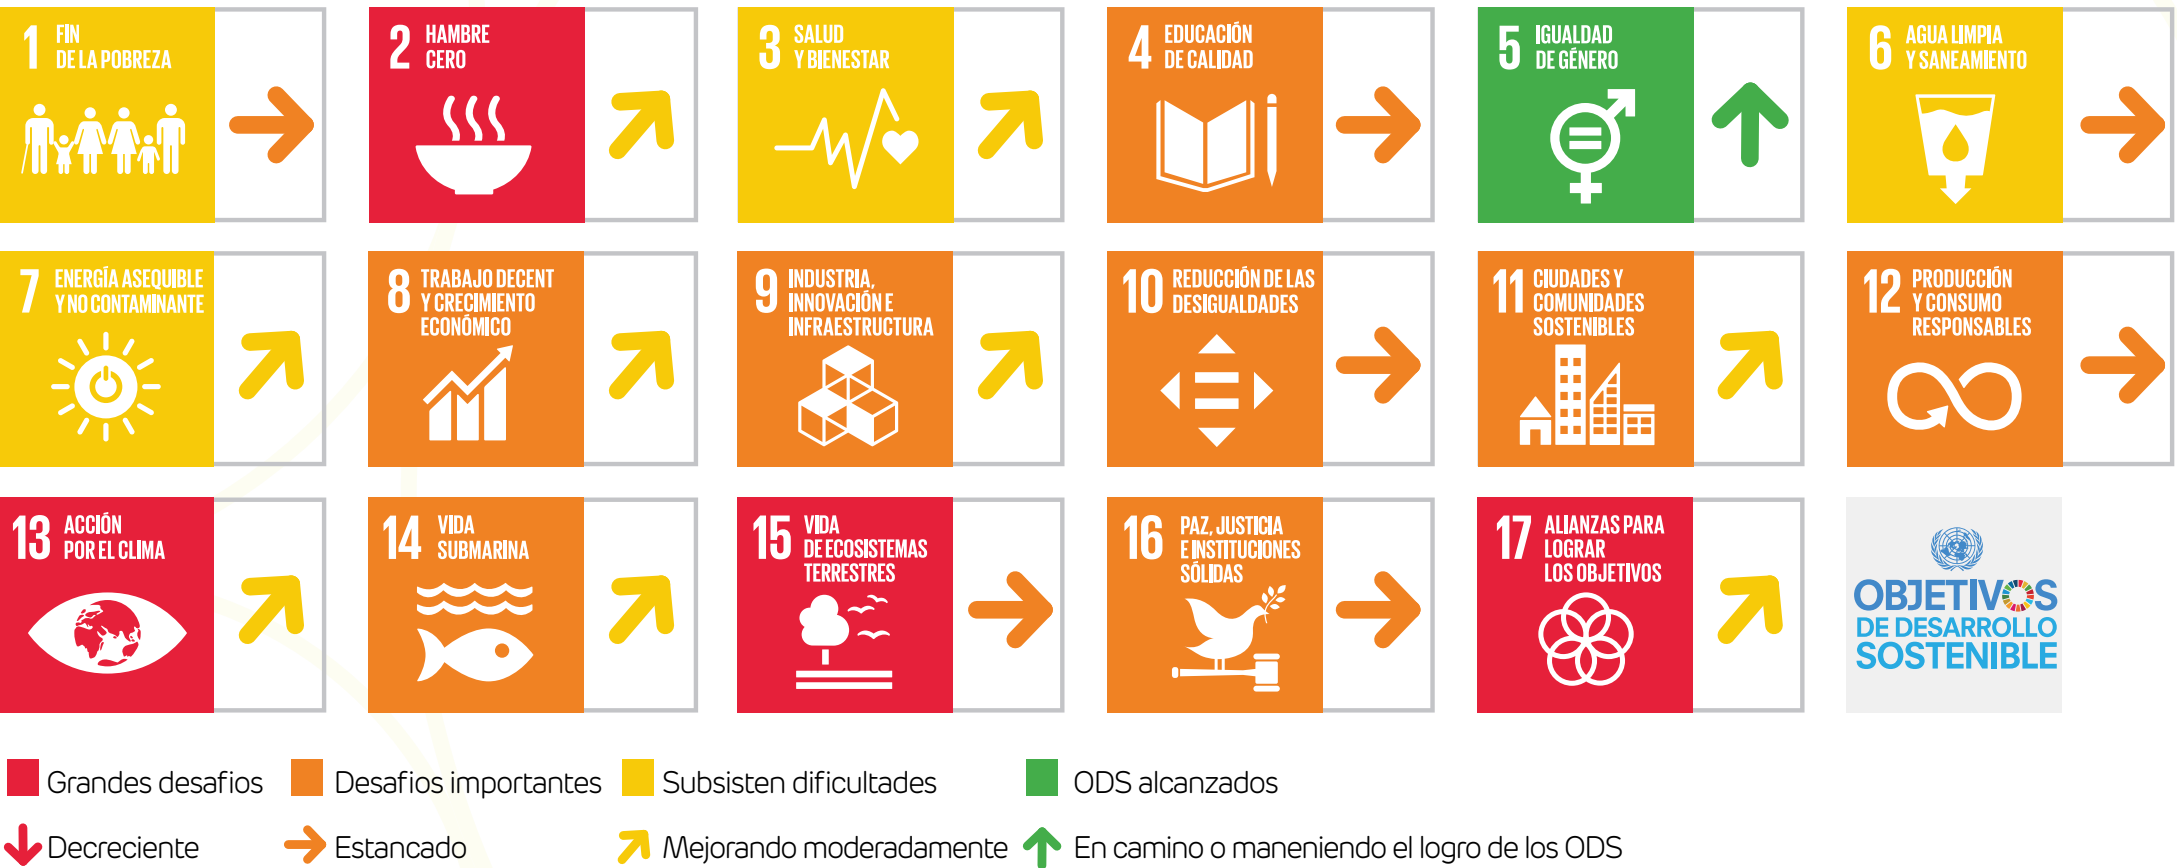 1 FIN
DE LA POBREZA
2 HAMBRE
CERO
3 SALUD
Y BIENESTAR
4 EDUCACIÓN
DE CALIDAD
5 IGUALDAD
DE GÉNERO
6 AGUA LIMPIA
Y SANEAMIENTO
7 ENERGÍA ASEQUIBLE
Y NO CONTAMINANTE
8 TRABAJO DECENT
Y CRECIMIENTO
ECONÓMICO
9 INDUSTRIA,
INNOVACIÓN E
INFRAESTRUCTURA
10 REDUCCIÓN DE LAS
DESIGUALDADES
11 CIUDADES Y
COMUNIDADES
SOSTENIBLES
12 PRODUCCIÓN
Y CONSUMO
RESPONSABLES
13 ACCIÓN
POR EL CLIMA
14 VIDA
SUBMARINA
15 VIDA
DE ECOSISTEMAS
TERRESTRES
16 PAZ, JUSTICIA
E INSTITUCIONES
SÓLIDAS
17 ALIANZAS PARA
LOGRAR
LOS OBJETIVOS
OBJETIVOS
DE DESARROLLO
SOSTENIBLE
Grandes desafios
Desafios importantes
Subsisten dificultades
ODS alcanzados
Decreciente
Estancado
Mejorando moderadamente
En camino o maneniendo el logro de los ODS